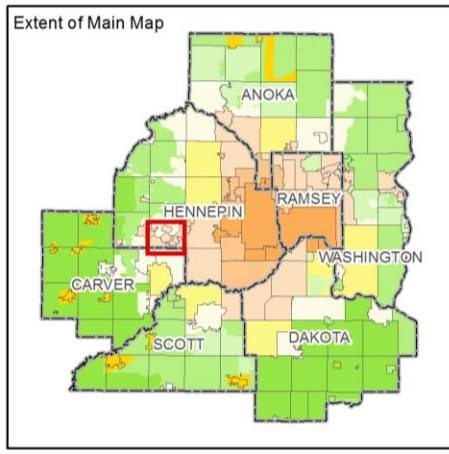 Extent of Main Map
ANOKA
HENNEPIN
RAMSEY
WASHINGTON
CARVER
SCOTT
DAKOTA